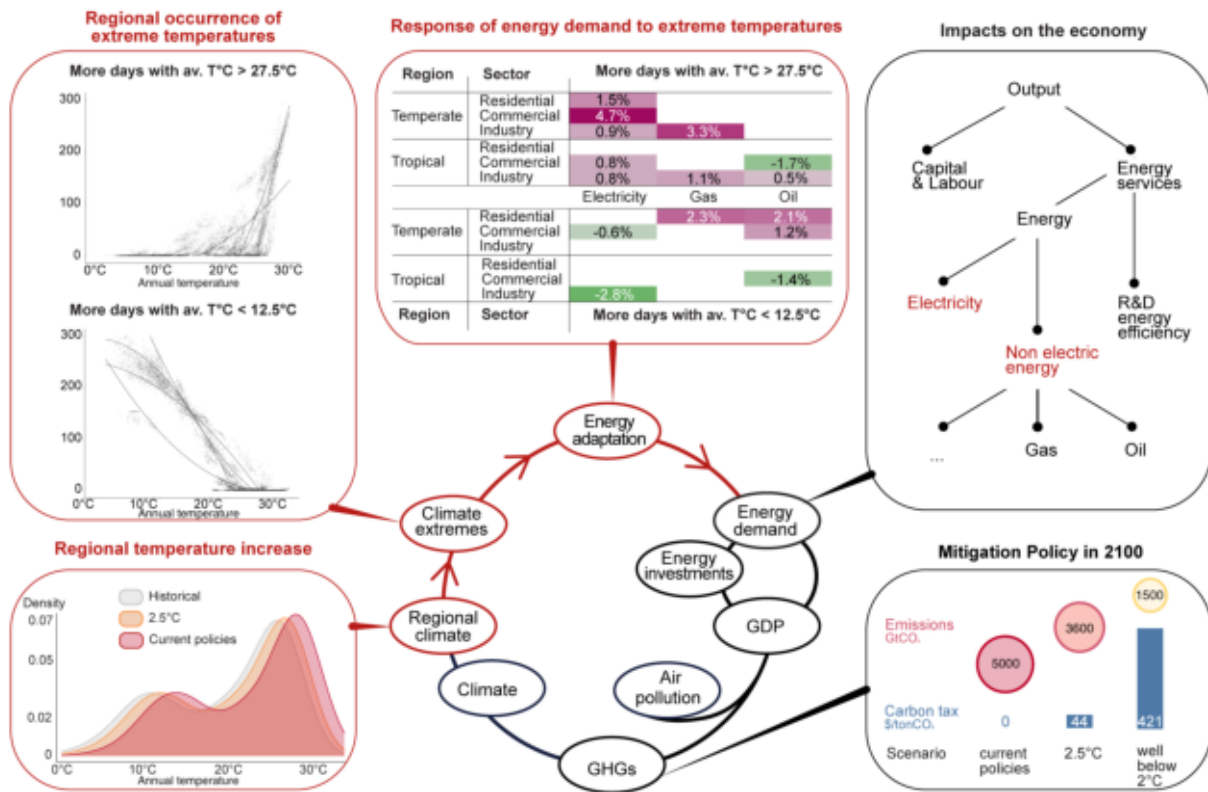 Regional occurrence of
extreme temperatures
More days with av. T°C > 27.5°C
300
200
100
0
0°C 10°C 20°C 30°C
Annual temperature
More days with av. T°C < 12.5°C
300
200
100
0
0°C 10°C 20°C 30°C
Annual temperature
Response of energy demand to extreme temperatures
Region Sector More days with av. T°C > 27.5°C
Residential 1.5%
Temperate Commercial 4.7%
Industry 0.9% 3.3%
Residential
Tropical Commercial 0.8% -1.7%
Industry 0.8% 1.1% 0.5%
Electricity Gas Oil
Residential 2.3% 2.1%
Temperate Commercial -0.6% 1.2%
Industry
Residential
Tropical Commercial -1.4%
Industry -2.8%
Region Sector More days with av. T°C < 12.5°C
Impacts on the economy
Output
Capital
& Labour
Energy
services
Energy
Electricity
R&D
energy
efficiency
Non electric
energy
... Gas Oil
Energy
adaptation
Climate
extremes
Energy
demand
Energy
investments
Regional
climate
GDP
Climate
Air
pollution
GHGs
Regional temperature increase
Density
0.07
0.05
0.02
0
Historical
2.5°C
Current policies
0°C 10°C 20°C 30°C
Annual temperature
Mitigation Policy in 2100
1500
Emissions
GtCO₂
3600
5000
Carbon tax
$/tonCO₂
0 44 421
Scenario current
policies
2.5°C
well
below
2°C